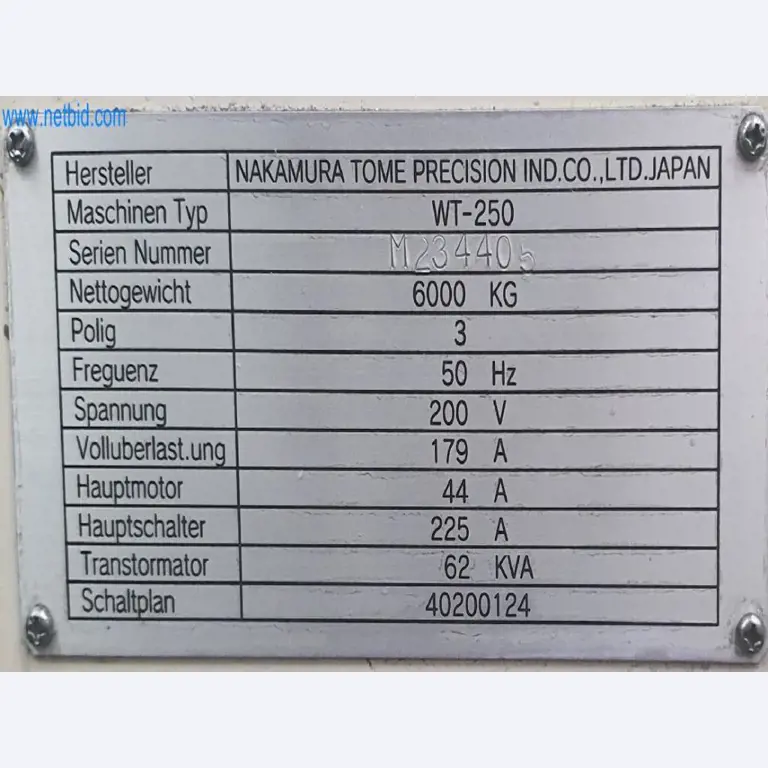 www.netbid.com
Hersteller NAKAMURA TOME PRECISION IND.CO.,LTD.JAPAN
Maschinen Typ WT-250
Serien Nummer M234405
Nettogewicht 6000 KG
Polig 3
Freguenz 50 Hz
Spannung 200 V
Volluberlast.ung 179 A
Hauptmotor 44 A
Hauptschalter 225 A
Transtormator 62 KVA
Schaltplan 40200124